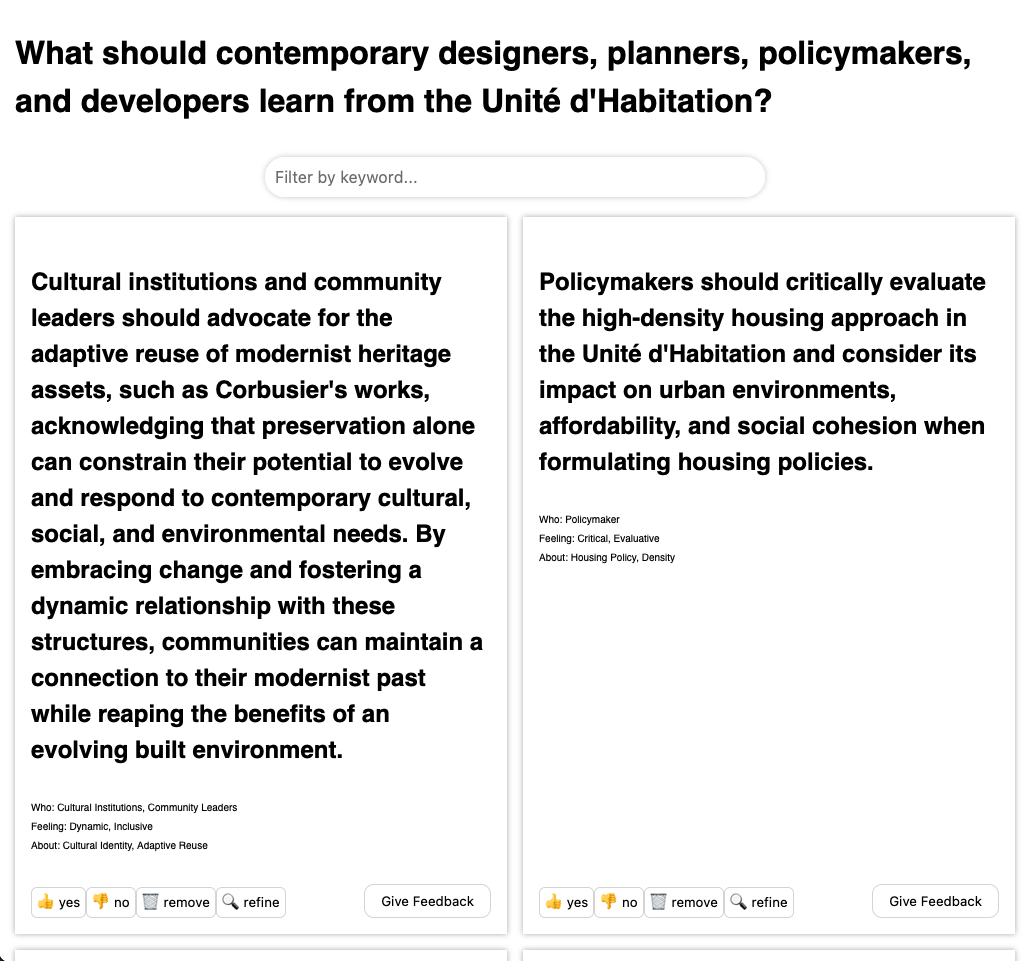 What should contemporary designers, planners, policymakers,
and developers learn from the Unité d'Habitation?
Filter by keyword...
Cultural institutions and community
leaders should advocate for the
adaptive reuse of modernist heritage
assets, such as Corbusier's works,
acknowledging that preservation alone
can constrain their potential to evolve
and respond to contemporary cultural,
social, and environmental needs. By
embracing change and fostering a
dynamic relationship with these
structures, communities can maintain a
connection to their modernist past
while reaping the benefits of an
evolving built environment.
Who: Cultural Institutions, Community Leaders
Feeling: Dynamic, Inclusive
About: Cultural Identity, Adaptive Reuse
👍 yes 👎 no 🗑️ remove 🔍 refine Give Feedback
Policymakers should critically evaluate
the high-density housing approach in
the Unité d'Habitation and consider its
impact on urban environments,
affordability, and social cohesion when
formulating housing policies.
Who: Policymaker
Feeling: Critical, Evaluative
About: Housing Policy, Density
👍 yes 👎 no 🗑️ remove 🔍 refine Give Feedback